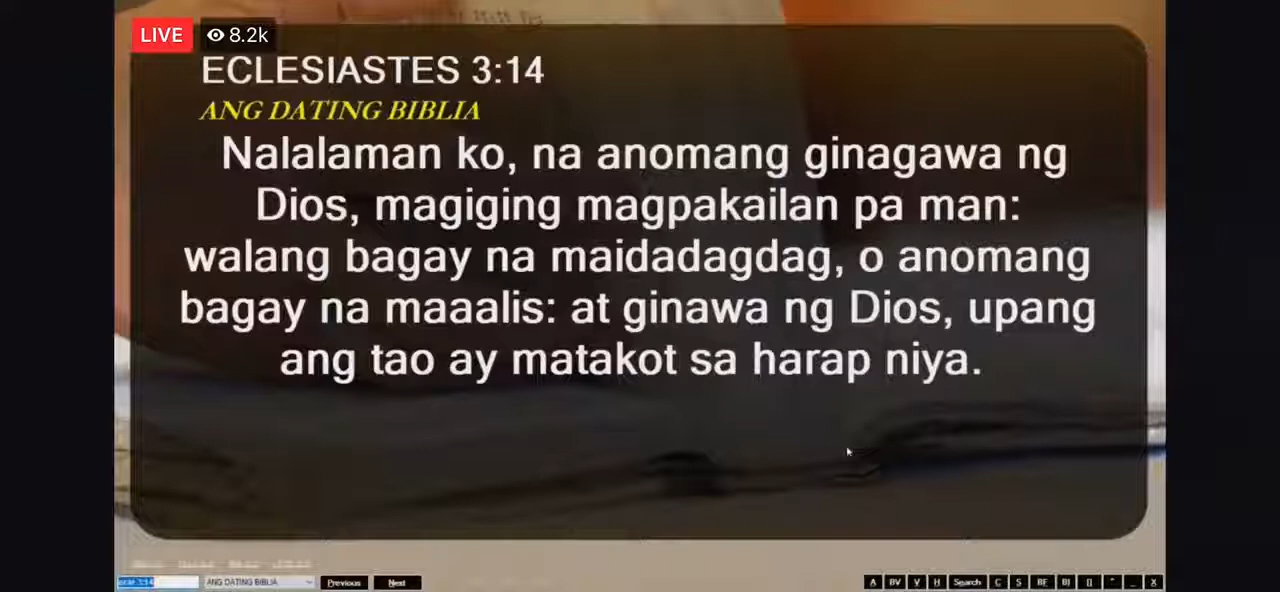 LIVE 8.2k
ECLESIASTES 3:14
ANG DATING BIBLIA
Nalalaman ko, na anomang ginagawa ng
Dios, magiging magpakailan pa man:
walang bagay na maidadagdag, o anomang
bagay na maaalis: at ginawa ng Dios, upang
ang tao ay matakot sa harap niya.
ANG DATING BIBLIA Previous Next A BV V H Search C S BE BI [] " _ X